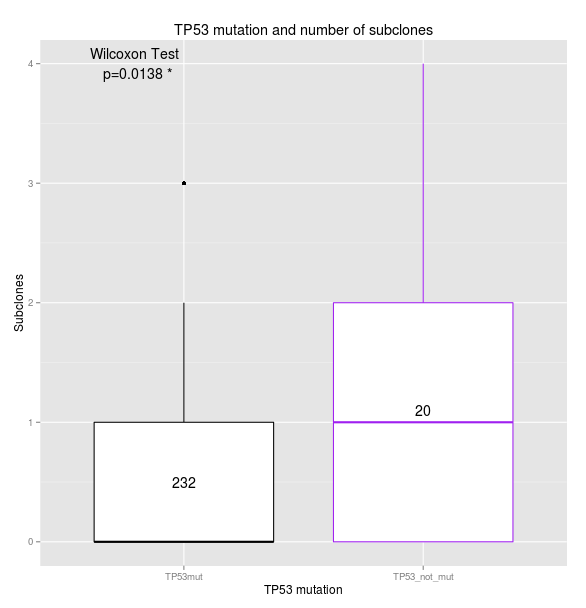 TP53 mutation and number of subclones
Wilcoxon Test
p=0.0138 *
4
3
2
1
0
Subclones
232
20
TP53mut
TP53_not_mut
TP53 mutation